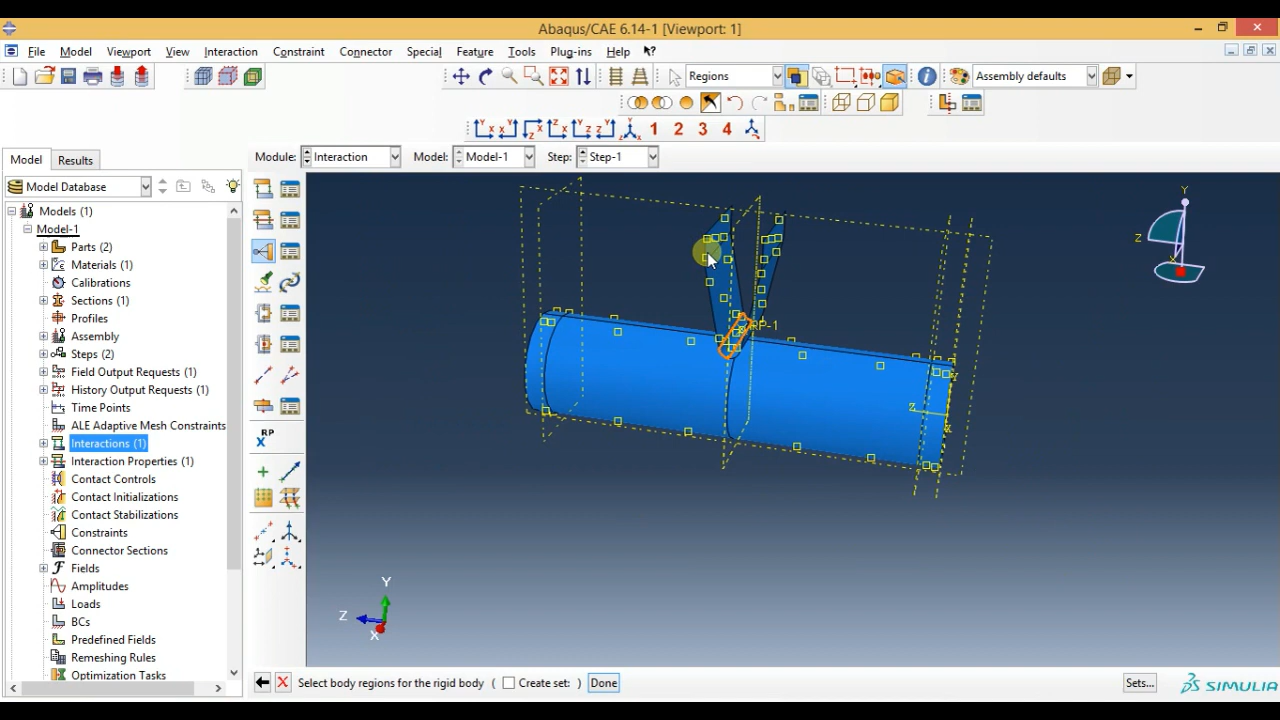 Abaqus/CAE 6.14-1 [Viewport: 1]
File Model Viewport View Interaction Constraint Connector Special Feature Tools Plug-ins Help
Regions Assembly defaults
1 2 3 4
Model Results Module: Interaction Model: Model-1 Step: Step-1
Model Database
Models (1)
Model-1
Parts (2)
Materials (1)
Calibrations
Sections (1)
Profiles
Assembly
Steps (2)
Field Output Requests (1)
History Output Requests (1)
Time Points
ALE Adaptive Mesh Constraints
Interactions (1)
Interaction Properties (1)
Contact Controls
Contact Initializations
Contact Stabilizations
Constraints
Connector Sections
Fields
Amplitudes
Loads
BCs
Predefined Fields
Remeshing Rules
Optimization Tasks
RP
X
RP-1
Z
Y
Z
X
Y
Z
X
Select body regions for the rigid body ( Create set: ) Done Sets...
SIMULIA